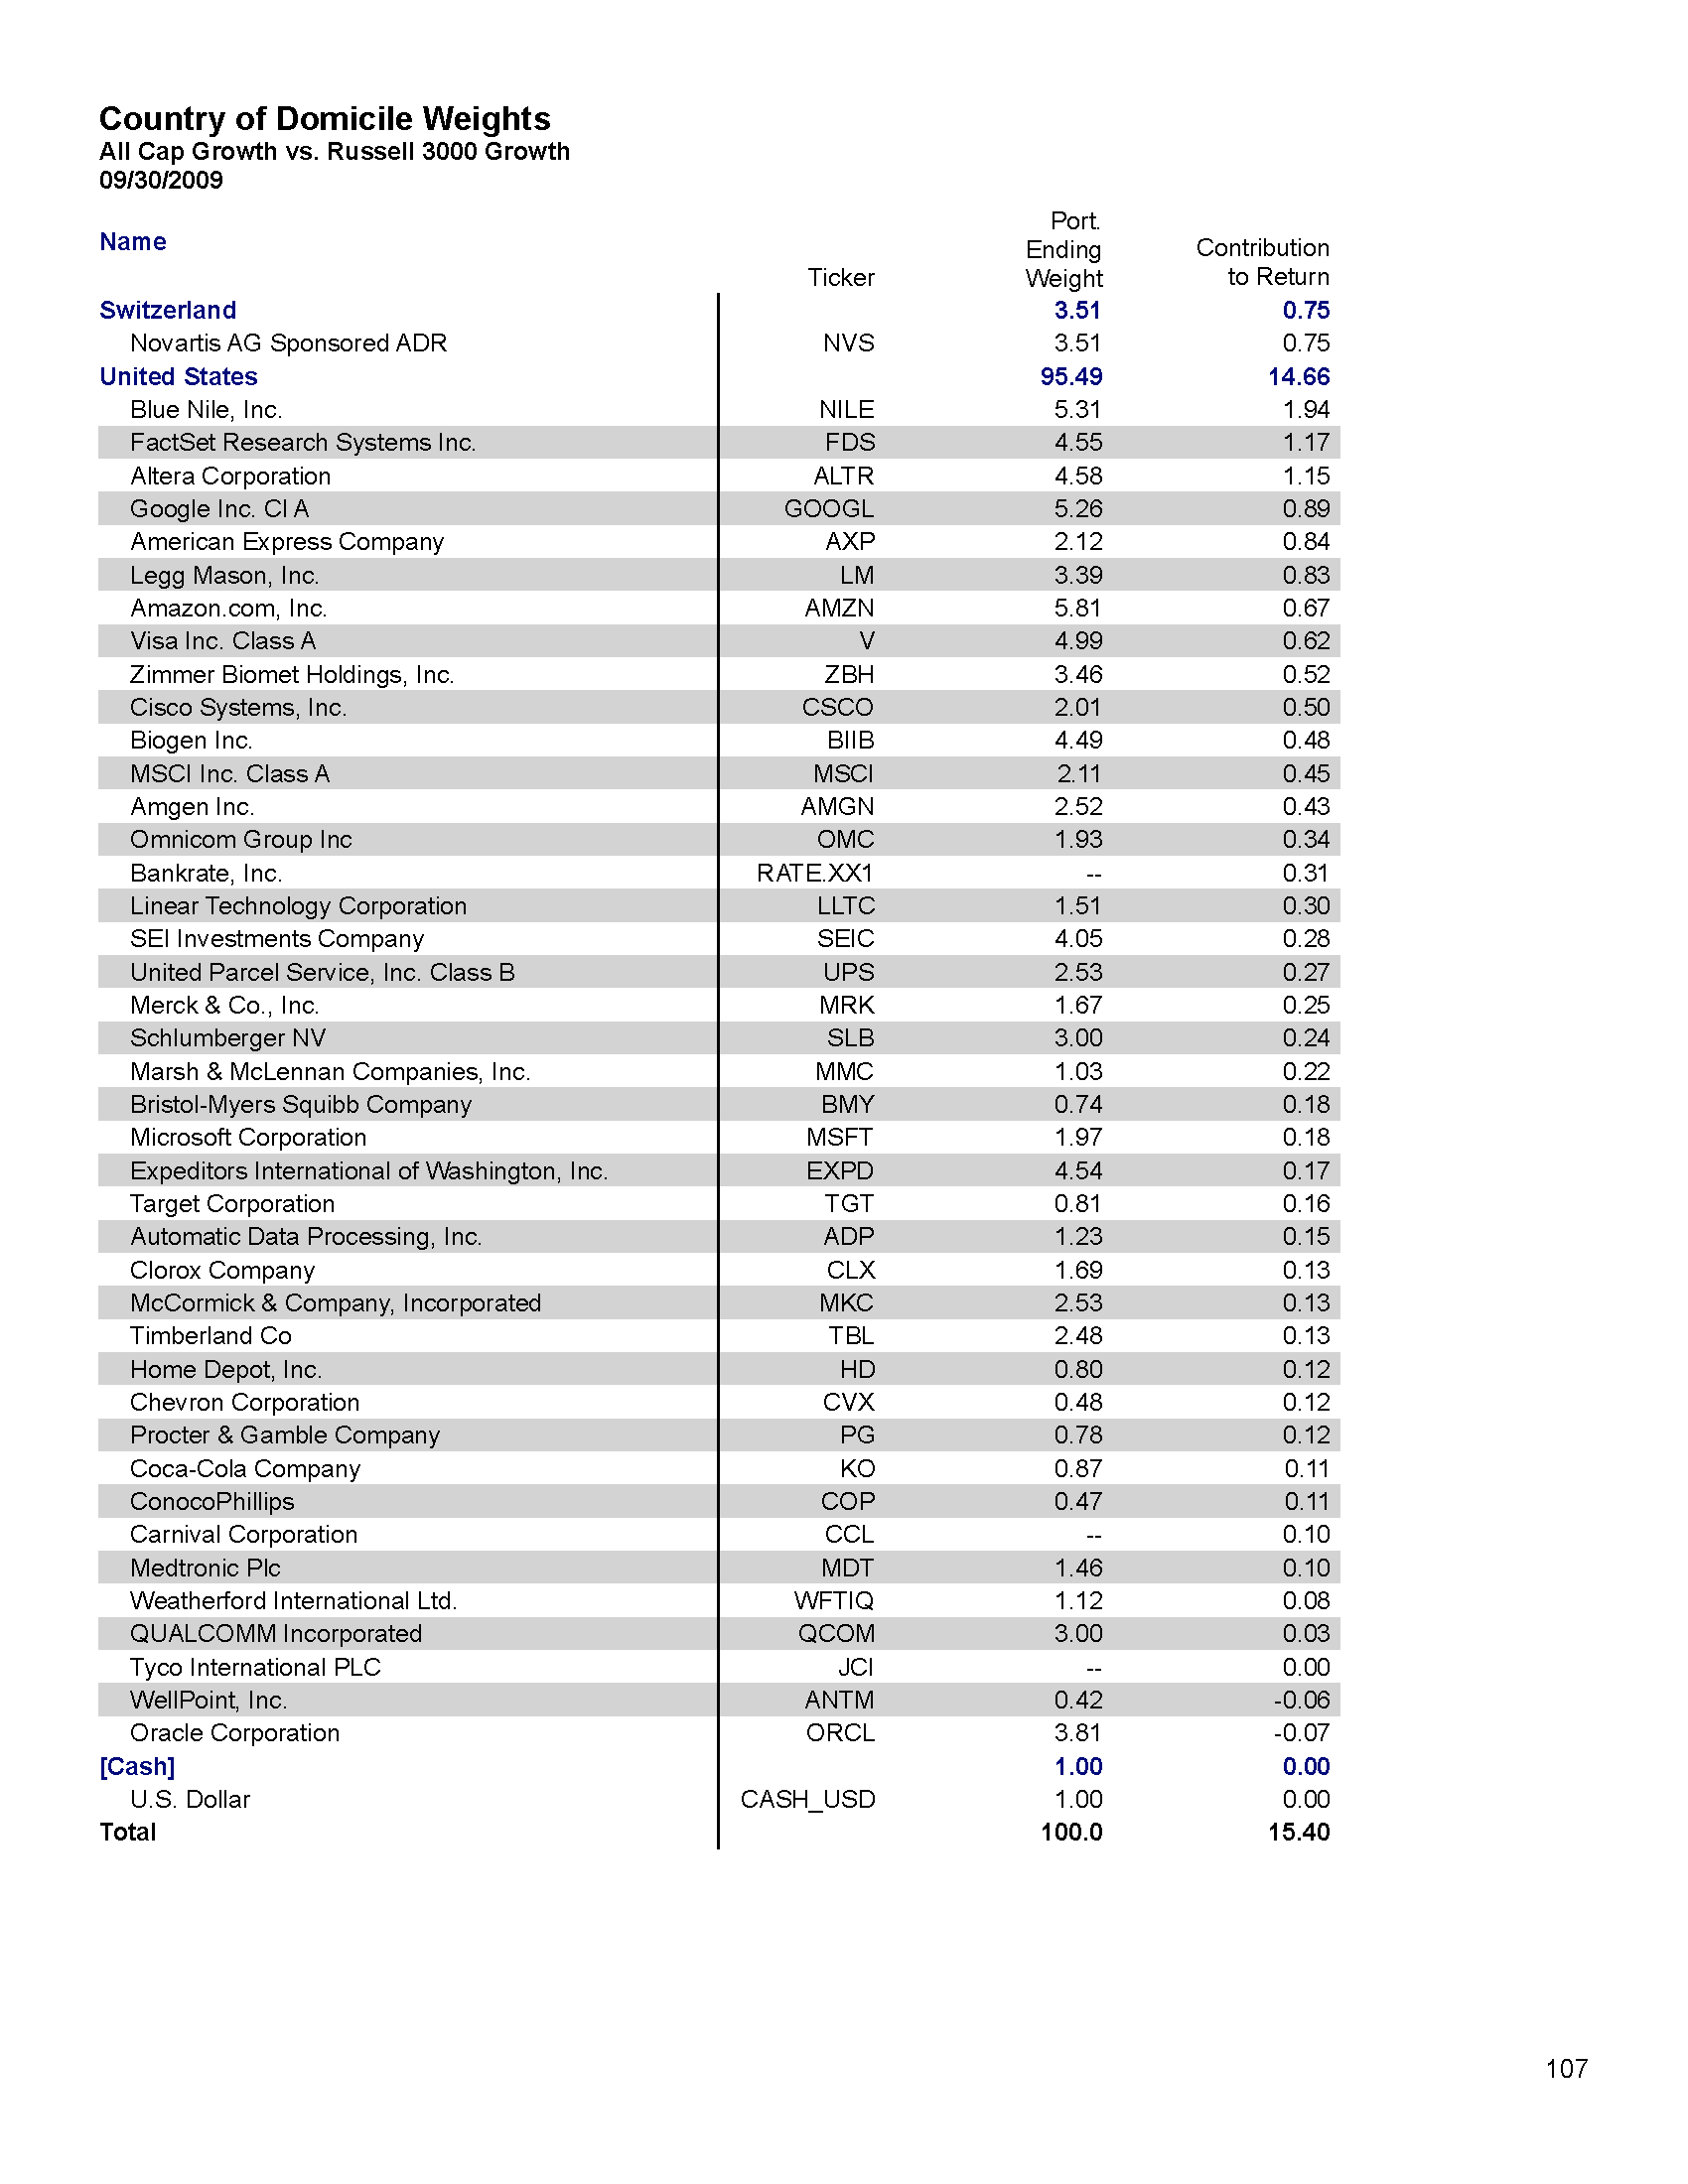 Country of Domicile Weights
All Cap Growth vs. Russell 3000 Growth
09/30/2009
Name Ticker Port. Ending Weight Contribution to Return
Switzerland 3.51 0.75
Novartis AG Sponsored ADR NVS 3.51 0.75
United States 95.49 14.66
Blue Nile, Inc. NILE 5.31 1.94
FactSet Research Systems Inc. FDS 4.55 1.17
Altera Corporation ALTR 4.58 1.15
Google Inc. Cl A GOOGL 5.26 0.89
American Express Company AXP 2.12 0.84
Legg Mason, Inc. LM 3.39 0.83
Amazon.com, Inc. AMZN 5.81 0.67
Visa Inc. Class A V 4.99 0.62
Zimmer Biomet Holdings, Inc. ZBH 3.46 0.52
Cisco Systems, Inc. CSCO 2.01 0.50
Biogen Inc. BIIB 4.49 0.48
MSCI Inc. Class A MSCI 2.11 0.45
Amgen Inc. AMGN 2.52 0.43
Omnicom Group Inc OMC 1.93 0.34
Bankrate, Inc. RATE.XX1 -- 0.31
Linear Technology Corporation LLTC 1.51 0.30
SEI Investments Company SEIC 4.05 0.28
United Parcel Service, Inc. Class B UPS 2.53 0.27
Merck & Co., Inc. MRK 1.67 0.25
Schlumberger NV SLB 3.00 0.24
Marsh & McLennan Companies, Inc. MMC 1.03 0.22
Bristol-Myers Squibb Company BMY 0.74 0.18
Microsoft Corporation MSFT 1.97 0.18
Expeditors International of Washington, Inc. EXPD 4.54 0.17
Target Corporation TGT 0.81 0.16
Automatic Data Processing, Inc. ADP 1.23 0.15
Clorox Company CLX 1.69 0.13
McCormick & Company, Incorporated MKC 2.53 0.13
Timberland Co TBL 2.48 0.13
Home Depot, Inc. HD 0.80 0.12
Chevron Corporation CVX 0.48 0.12
Procter & Gamble Company PG 0.78 0.12
Coca-Cola Company KO 0.87 0.11
ConocoPhillips COP 0.47 0.11
Carnival Corporation CCL -- 0.10
Medtronic Plc MDT 1.46 0.10
Weatherford International Ltd. WFTIQ 1.12 0.08
QUALCOMM Incorporated QCOM 3.00 0.03
Tyco International PLC JCI -- 0.00
WellPoint, Inc. ANTM 0.42 -0.06
Oracle Corporation ORCL 3.81 -0.07
[Cash] 1.00 0.00
U.S. Dollar CASH_USD 1.00 0.00
Total 100.0 15.40
107